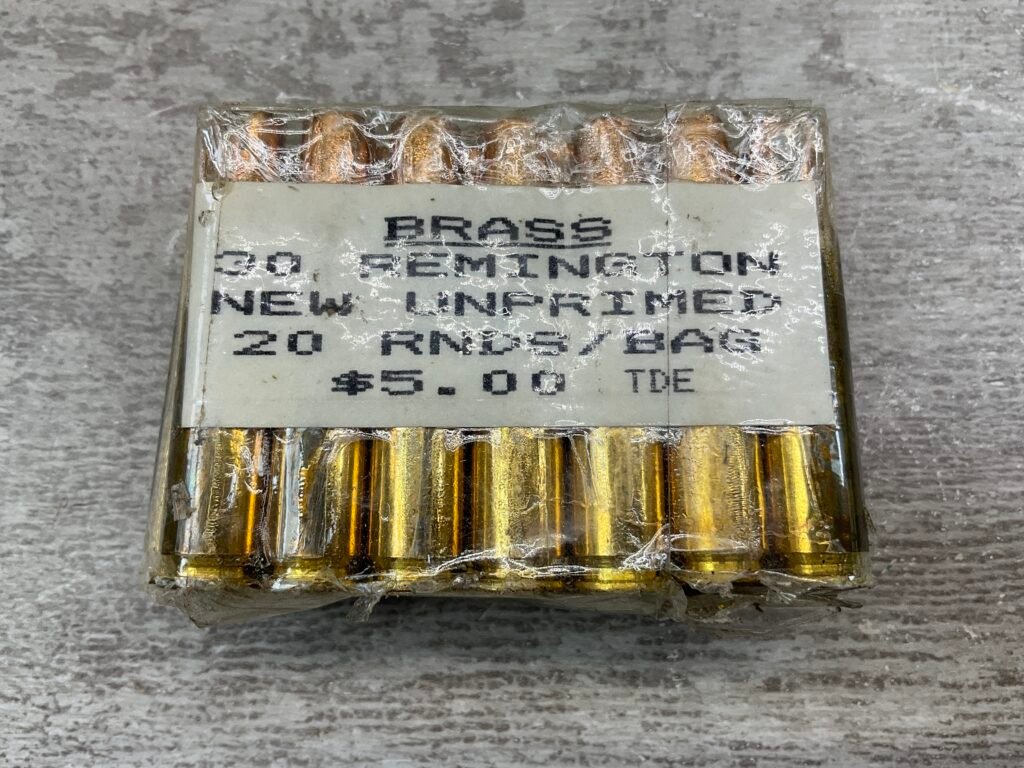 BRASS
30 REMINGTON
NEW UNPRIMED
20 RNDS/BAG
$5.00 TDE